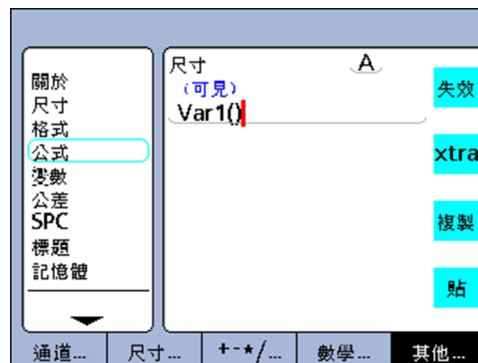 關於
尺寸
格式
公式
變數
公差
SPC
標題
記憶體
尺寸
A
(可見)
Var1()
失效
xtra
複製
貼
通道...
尺寸...
+-*/...
數學...
其他...